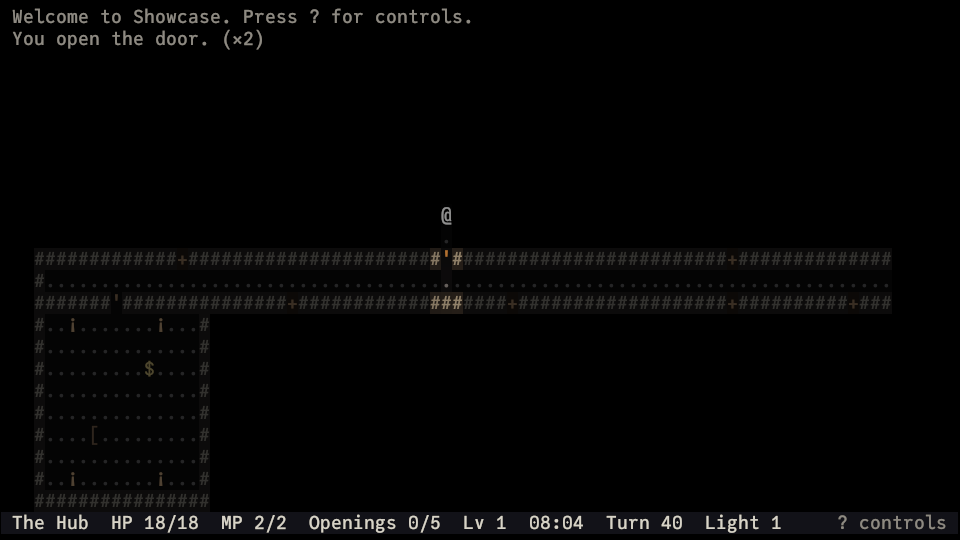 Welcome to Showcase. Press ? for controls.
You open the door. (×2)
The Hub HP 18/18 MP 2/2 Openings 0/5 Lv 1 08:04 Turn 40 Light 1 ? controls